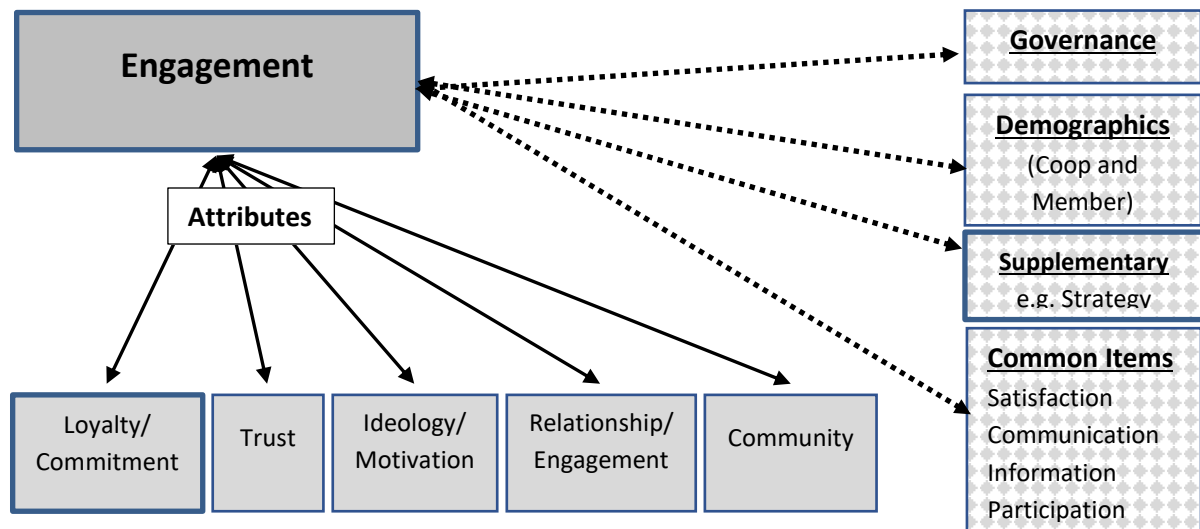 Engagement
Attributes
Loyalty/
Commitment
Trust
Ideology/
Motivation
Relationship/
Engagement
Community
Governance
Demographics
(Coop and
Member)
Supplementary
e.g. Strategy
Common Items
Satisfaction
Communication
Information
Participation